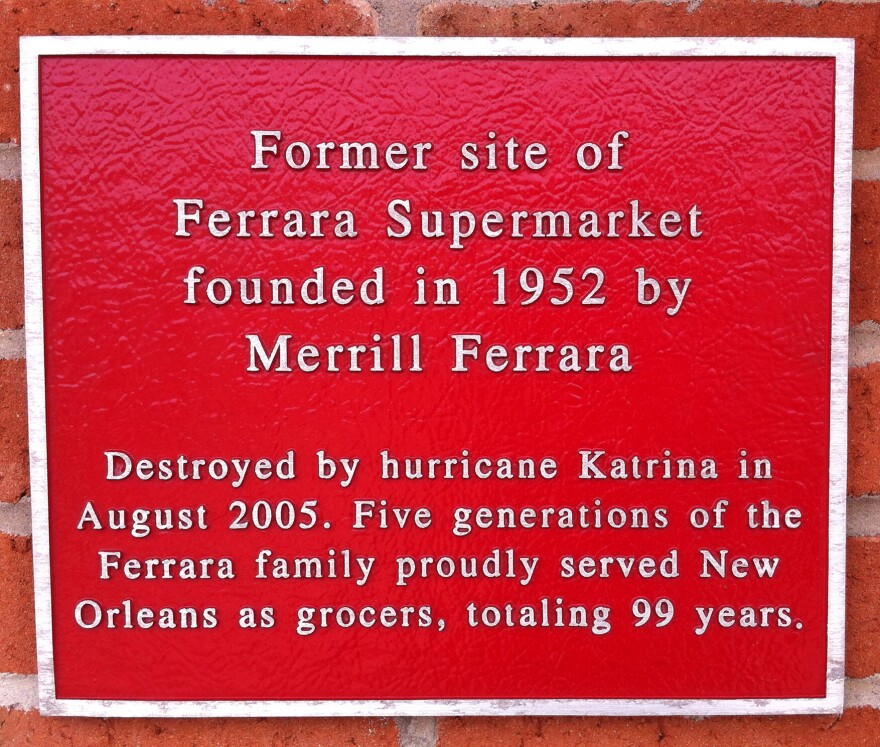 Former site of
Ferrara Supermarket
founded in 1952 by
Merrill Ferrara
Destroyed by hurricane Katrina in
August 2005. Five generations of the
Ferrara family proudly served New
Orleans as grocers, totaling 99 years.